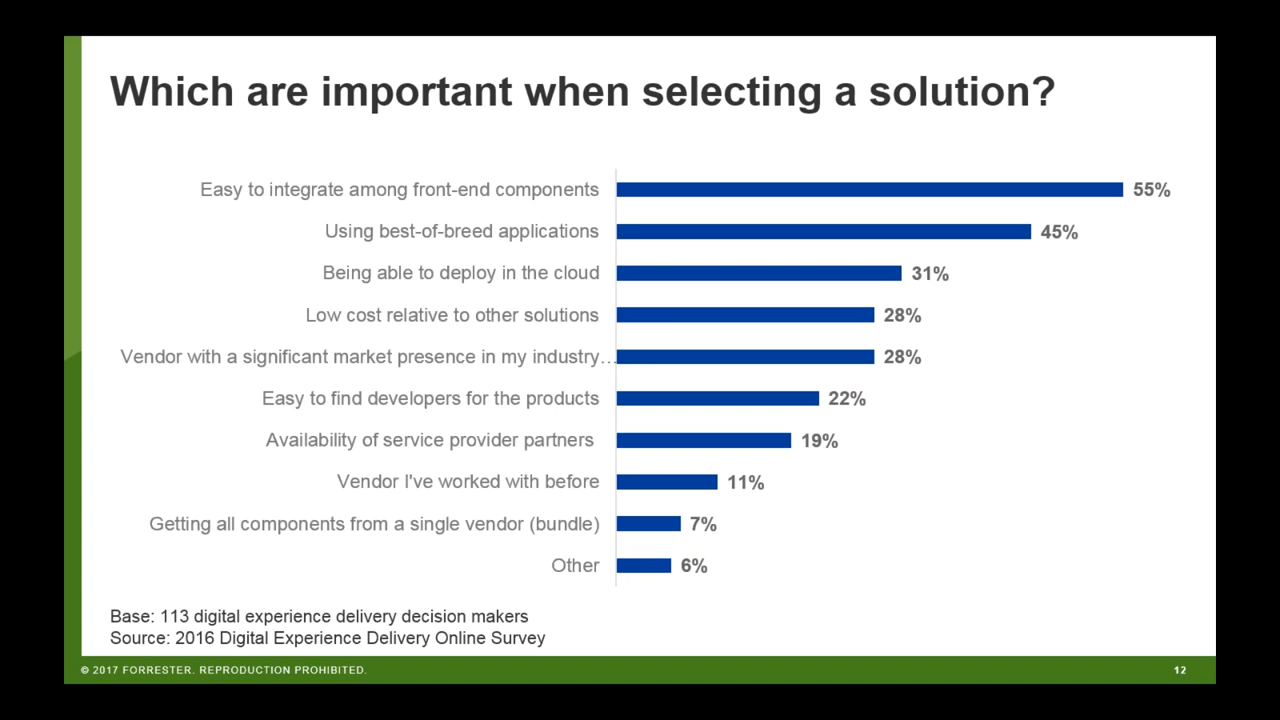 Which are important when selecting a solution?
Easy to integrate among front-end components 55%
Using best-of-breed applications 45%
Being able to deploy in the cloud 31%
Low cost relative to other solutions 28%
Vendor with a significant market presence in my industry… 28%
Easy to find developers for the products 22%
Availability of service provider partners 19%
Vendor I've worked with before 11%
Getting all components from a single vendor (bundle) 7%
Other 6%
Base: 113 digital experience delivery decision makers
Source: 2016 Digital Experience Delivery Online Survey
© 2017 FORRESTER. REPRODUCTION PROHIBITED. 12